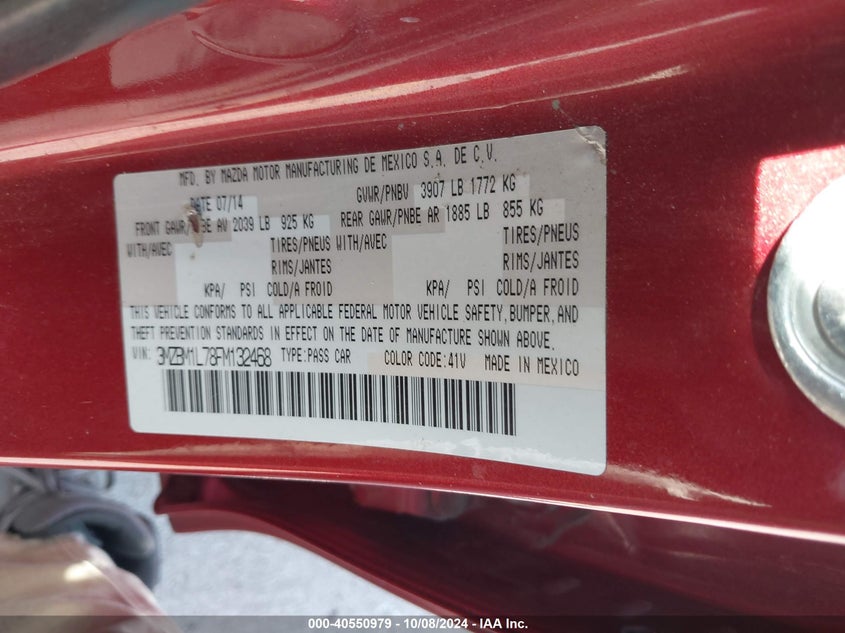 MFD. BY MAZDA MOTOR MANUFACTURING DE MEXICO S.A. DE C.V.
DATE 07/14 GVWR/PNBV 3907 LB 1772 KG
FRONT GAWR/PNBE AV 2039 LB 925 KG REAR GAWR/PNBE AR 1885 LB 855 KG
WITH/AVEC TIRES/PNEUS WITH/AVEC TIRES/PNEUS
RIMS/JANTES RIMS/JANTES
KPA/ PSI COLD/A FROID KPA/ PSI COLD/A FROID
THIS VEHICLE CONFORMS TO ALL APPLICABLE FEDERAL MOTOR VEHICLE SAFETY, BUMPER, AND
THEFT PREVENTION STANDARDS IN EFFECT ON THE DATE OF MANUFACTURE SHOWN ABOVE.
VIN: 3MZBM1L78FM132468 TYPE:PASS CAR COLOR CODE:41V MADE IN MEXICO
000-40550979 - 10/08/2024 - IAA Inc.